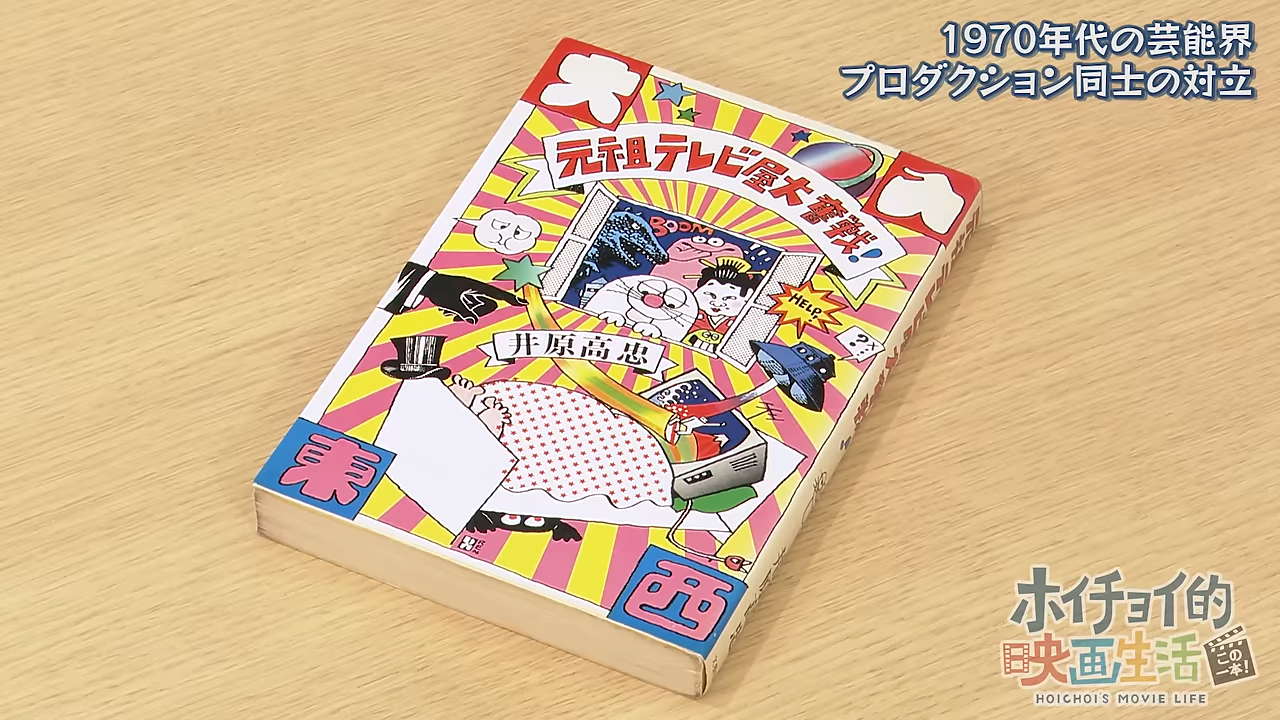 1970年代の芸能界
プロダクション同士の対立
大
入
元祖テレビ屋大奮戦!
BOOM
!!
HELP!
?
井原高忠
東
西
ホイチョイ的
映画生活
この一本!
HOICHOI'S MOVIE LIFE